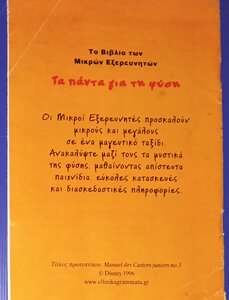 Το Βιβλίο των
Μικρών Εξερευνητών
Τα πάντα για τη φύση
Οι Μικροί Εξερευνητές προσκαλούν
μικρούς και μεγάλους
σε ένα μαγευτικό ταξίδι.
Ανακαλύψτε μαζί τους τα μυστικά
της φύσης, μαθαίνοντας απίστευτα
παιχνίδια, εύκολες κατασκευές
και διασκεδαστικές πληροφορίες.
Τίτλος πρωτοτύπου: Manuel des Castors juniors no 5
© Disney 1996
www.ellinikagrammata.gr